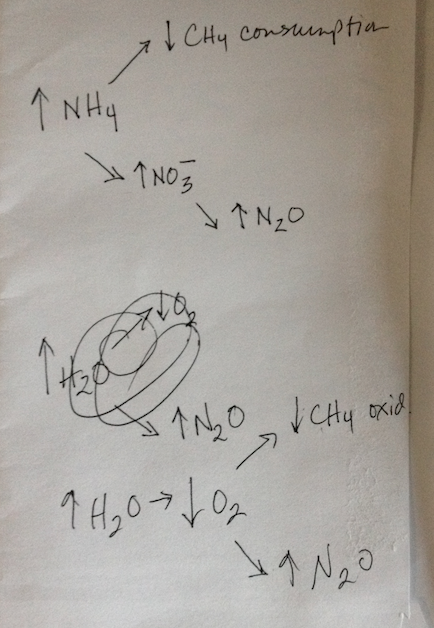 ↓ CH4 consumption
↑ NH4
↑ NO3⁻
↑ N2O
↓ O2
↑ H2O
↑ N2O
↓ CH4 oxid.
↑ H2O → ↓ O2
↑ N2O